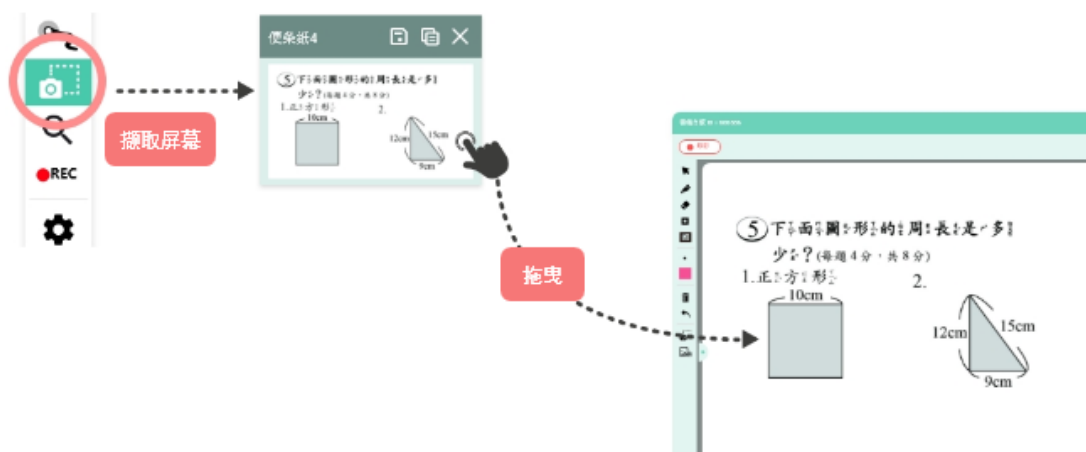 便条紙4
⑤下面圖形的周長是多
少？(每題4分，共8分)
1.正方形
2.
10cm
12cm
15cm
9cm
擷取屏幕
REC
拖曳
⑤下面圖形的周長是多
少？(每題4分，共8分)
1.正方形
2.
10cm
12cm
15cm
9cm